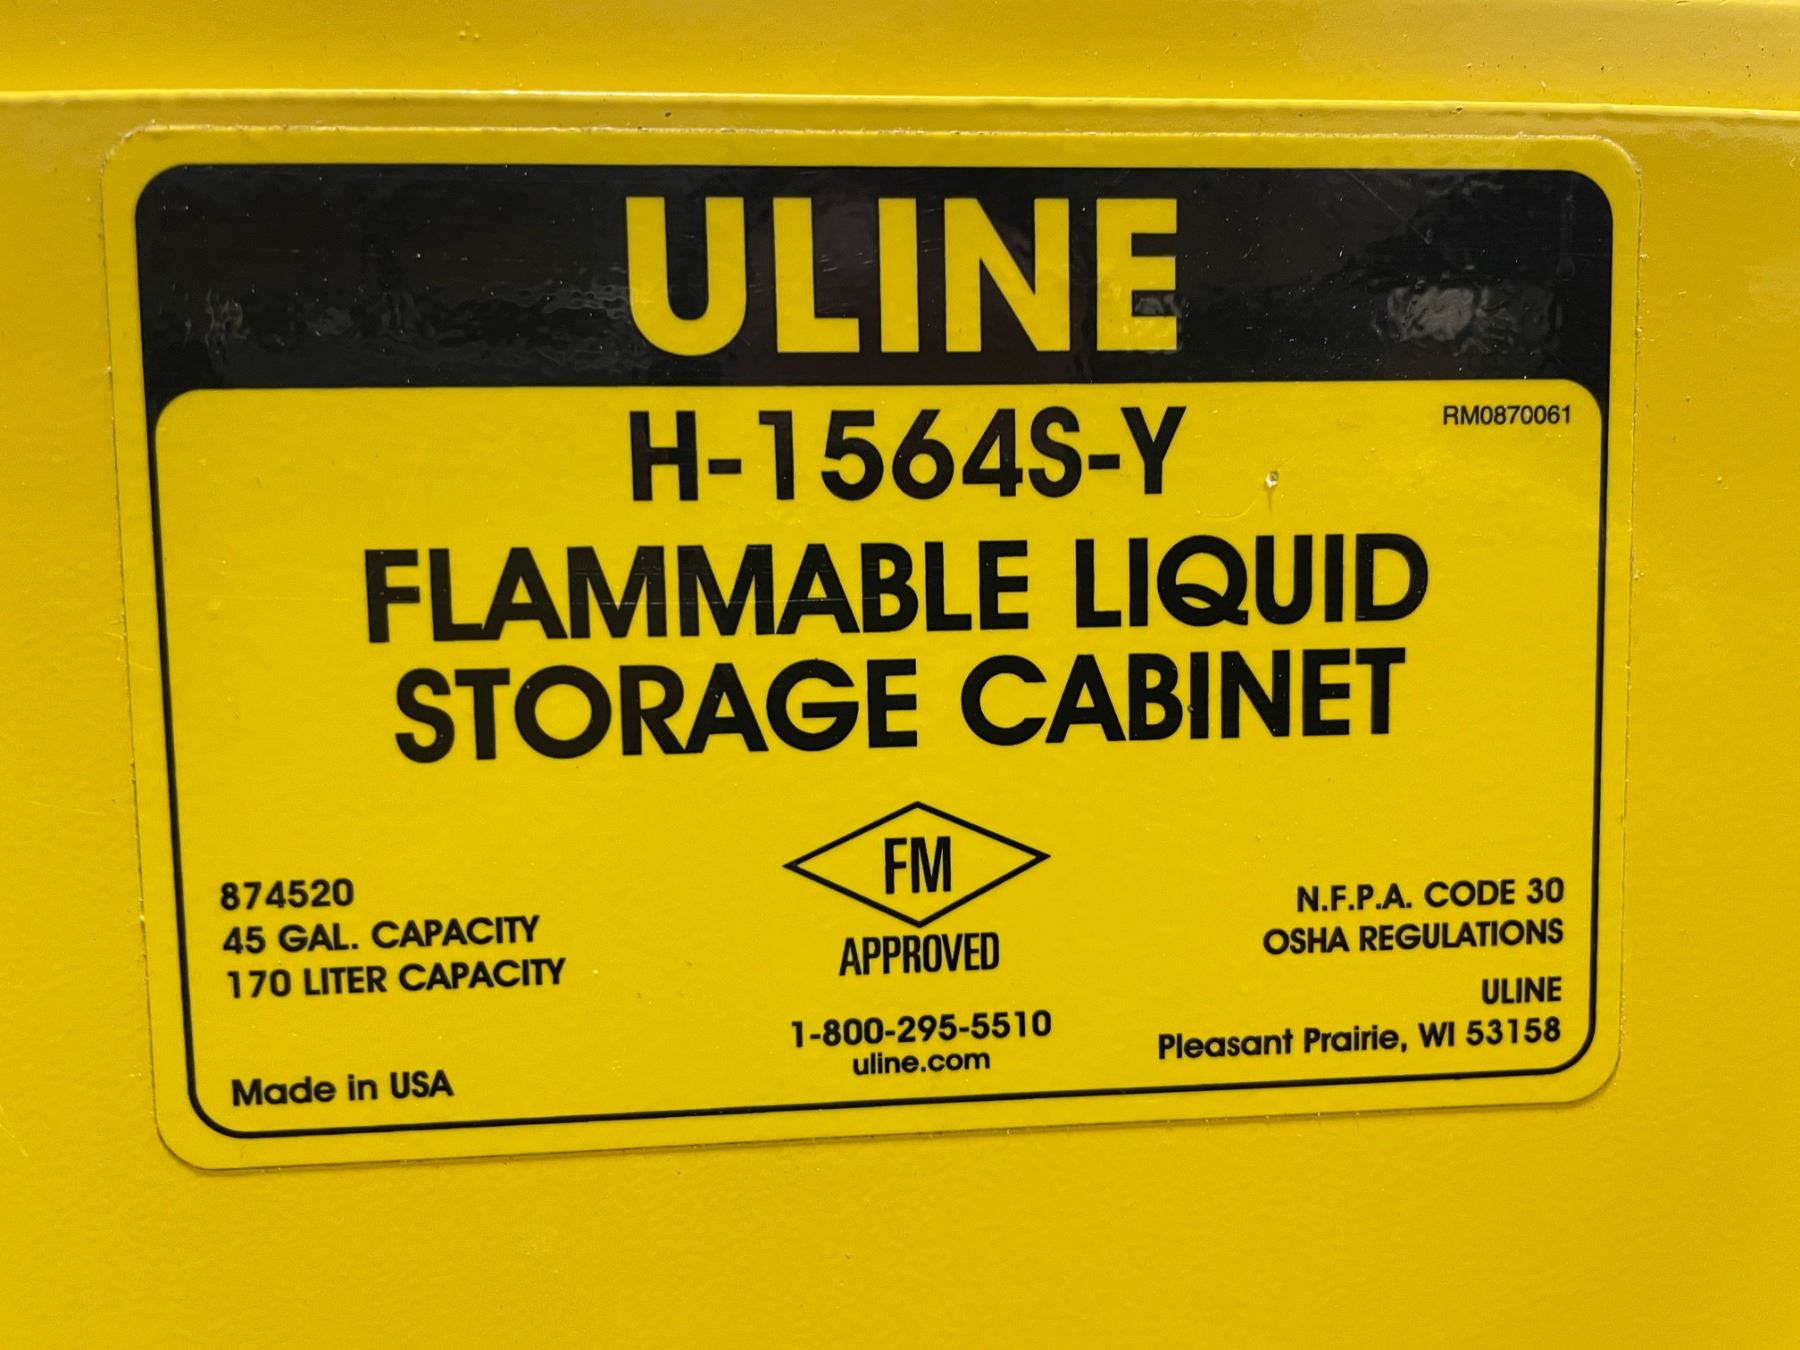 ULINE
RM0870061
H-1564S-Y
FLAMMABLE LIQUID
STORAGE CABINET
FM
APPROVED
874520
45 GAL. CAPACITY
170 LITER CAPACITY
Made in USA
1-800-295-5510
uline.com
N.F.P.A. CODE 30
OSHA REGULATIONS
ULINE
Pleasant Prairie, WI 53158